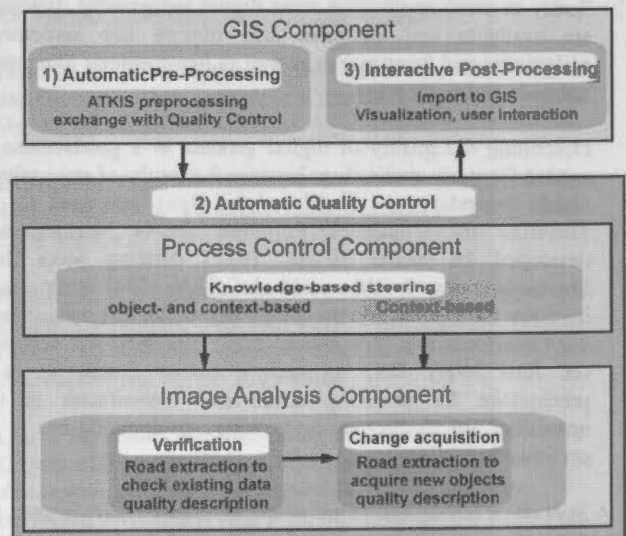 GIS Component
1) AutomaticPre-Processing
ATKIS preprocessing
exchange with Quality Control
3) Interactive Post-Processing
Import to GIS
Visualization, user interaction
2) Automatic Quality Control
Process Control Component
Knowledge-based steering
object- and context-based
Context-based
Image Analysis Component
Verification
Road extraction to
check existing data
quality description
Change acquisition
Road extraction to
acquire new objects
quality description